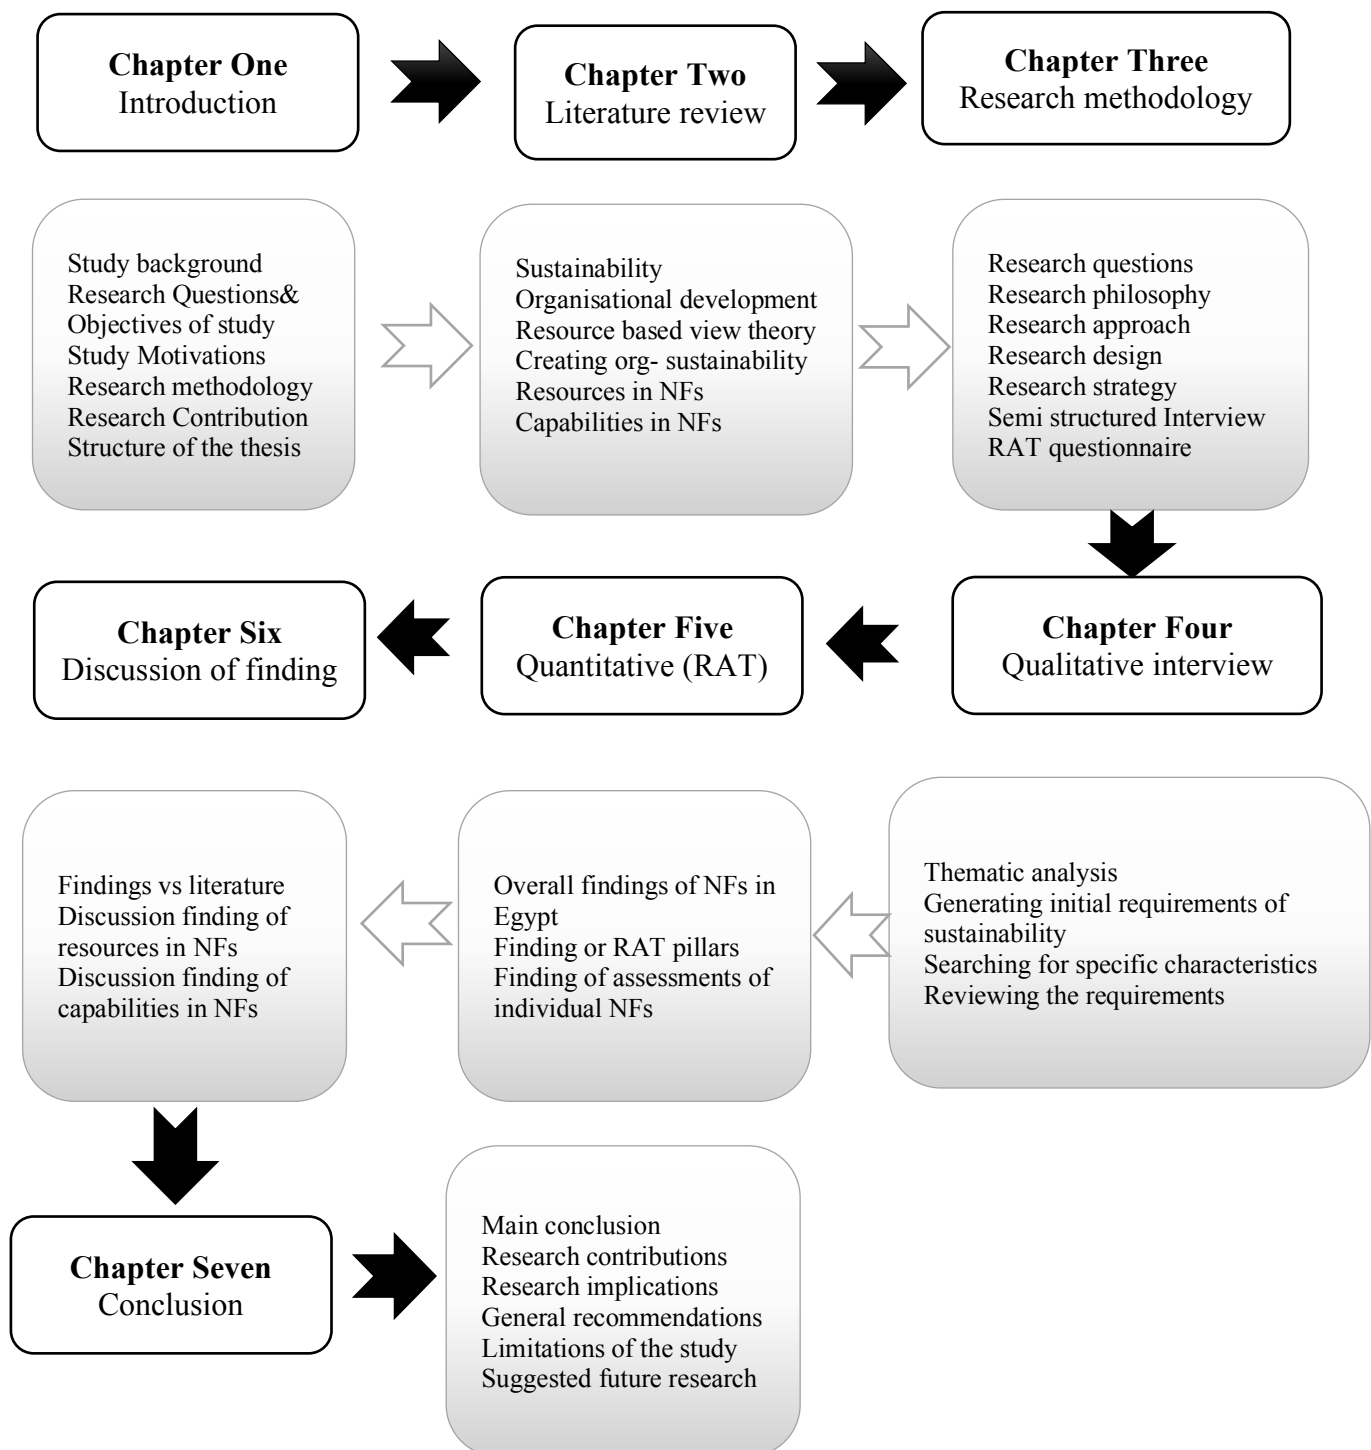 Chapter One
Introduction
Chapter Two
Literature review
Chapter Three
Research methodology
Study background
Research Questions&
Objectives of study
Study Motivations
Research methodology
Research Contribution
Structure of the thesis
Sustainability
Organisational development
Resource based view theory
Creating org- sustainability
Resources in NFs
Capabilities in NFs
Research questions
Research philosophy
Research approach
Research design
Research strategy
Semi structured Interview
RAT questionnaire
Chapter Six
Discussion of finding
Chapter Five
Quantitative (RAT)
Chapter Four
Qualitative interview
Findings vs literature
Discussion finding of
resources in NFs
Discussion finding of
capabilities in NFs
Overall findings of NFs in
Egypt
Finding or RAT pillars
Finding of assessments of
individual NFs
Thematic analysis
Generating initial requirements of
sustainability
Searching for specific characteristics
Reviewing the requirements
Chapter Seven
Conclusion
Main conclusion
Research contributions
Research implications
General recommendations
Limitations of the study
Suggested future research